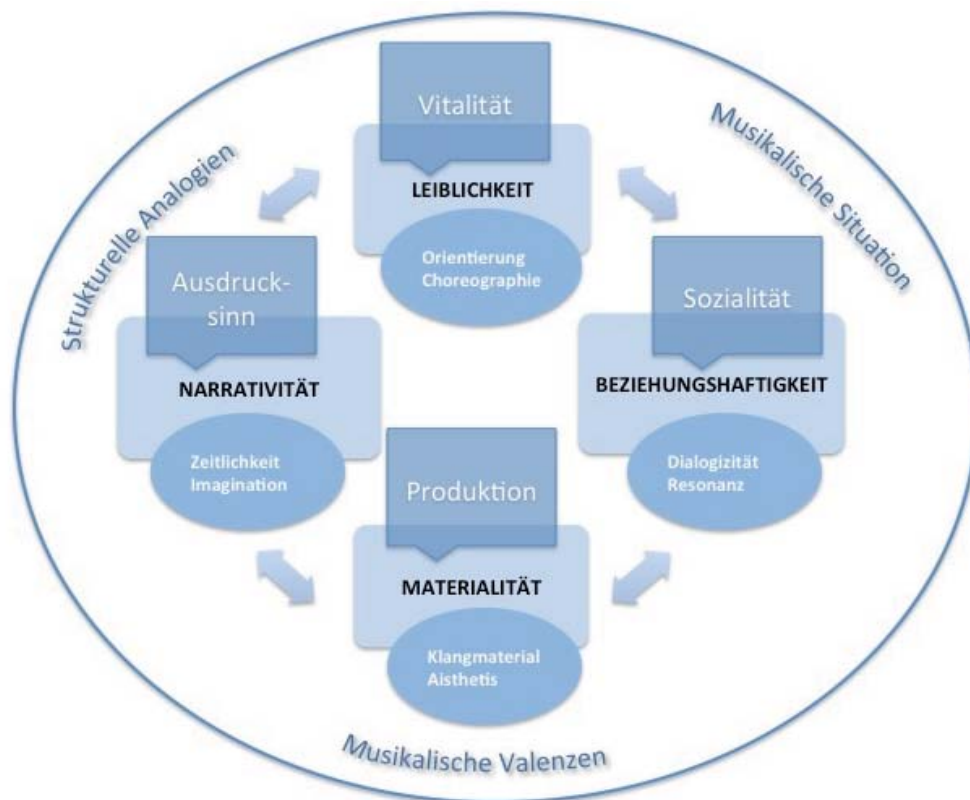 Vitalität
LEIBLICHKEIT
Orientierung
Choreographie
Strukturelle Analogien
Musikalische Situation
Ausdruck-
sinn
NARRATIVITÄT
Zeitlichkeit
Imagination
Sozialität
BEZIEHUNGSHAFTIGKEIT
Dialogizität
Resonanz
Produktion
MATERIALITÄT
Klangmaterial
Aisthetis
Musikalische Valenzen